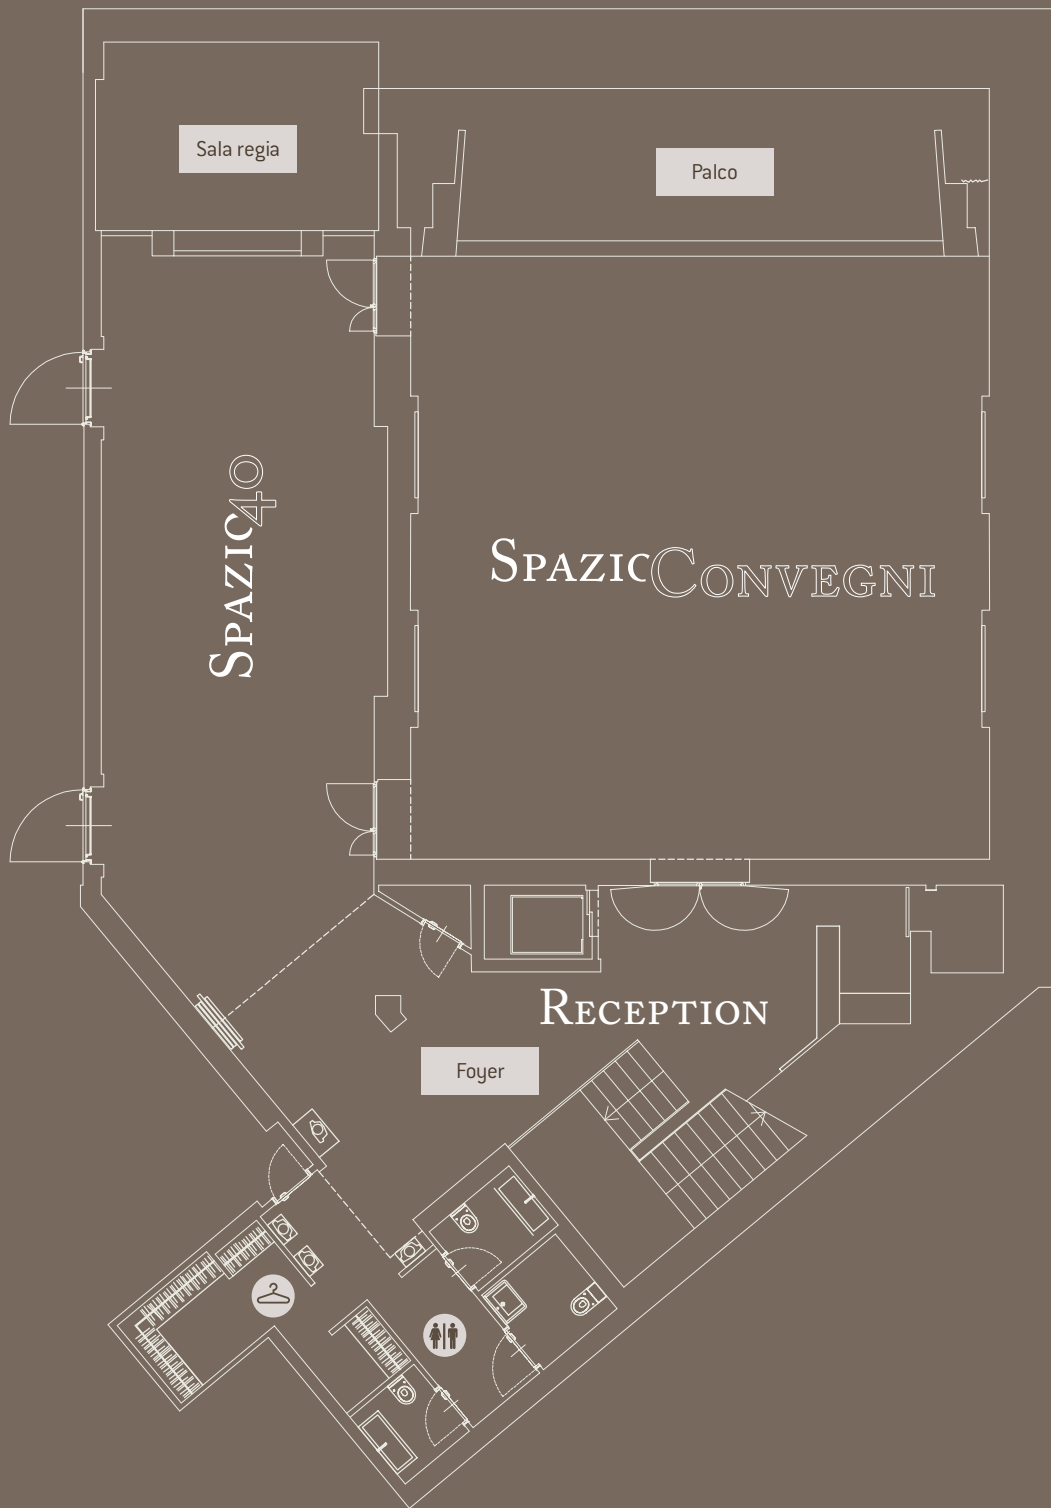 Sala regia
Palco
Spazio40
SpazioConvegni
Reception
Foyer